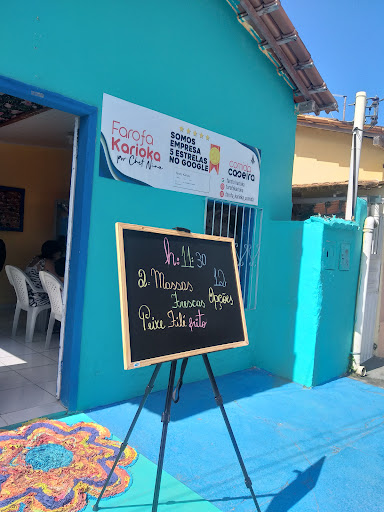 Farofa
Karioka
por Chef Nana
SOMOS
EMPRESA
5 ESTRELAS
NO GOOGLE
comida
caseira
h: 11:30
2. Massas
Frescas
12
Opções
Peixe Filé frito